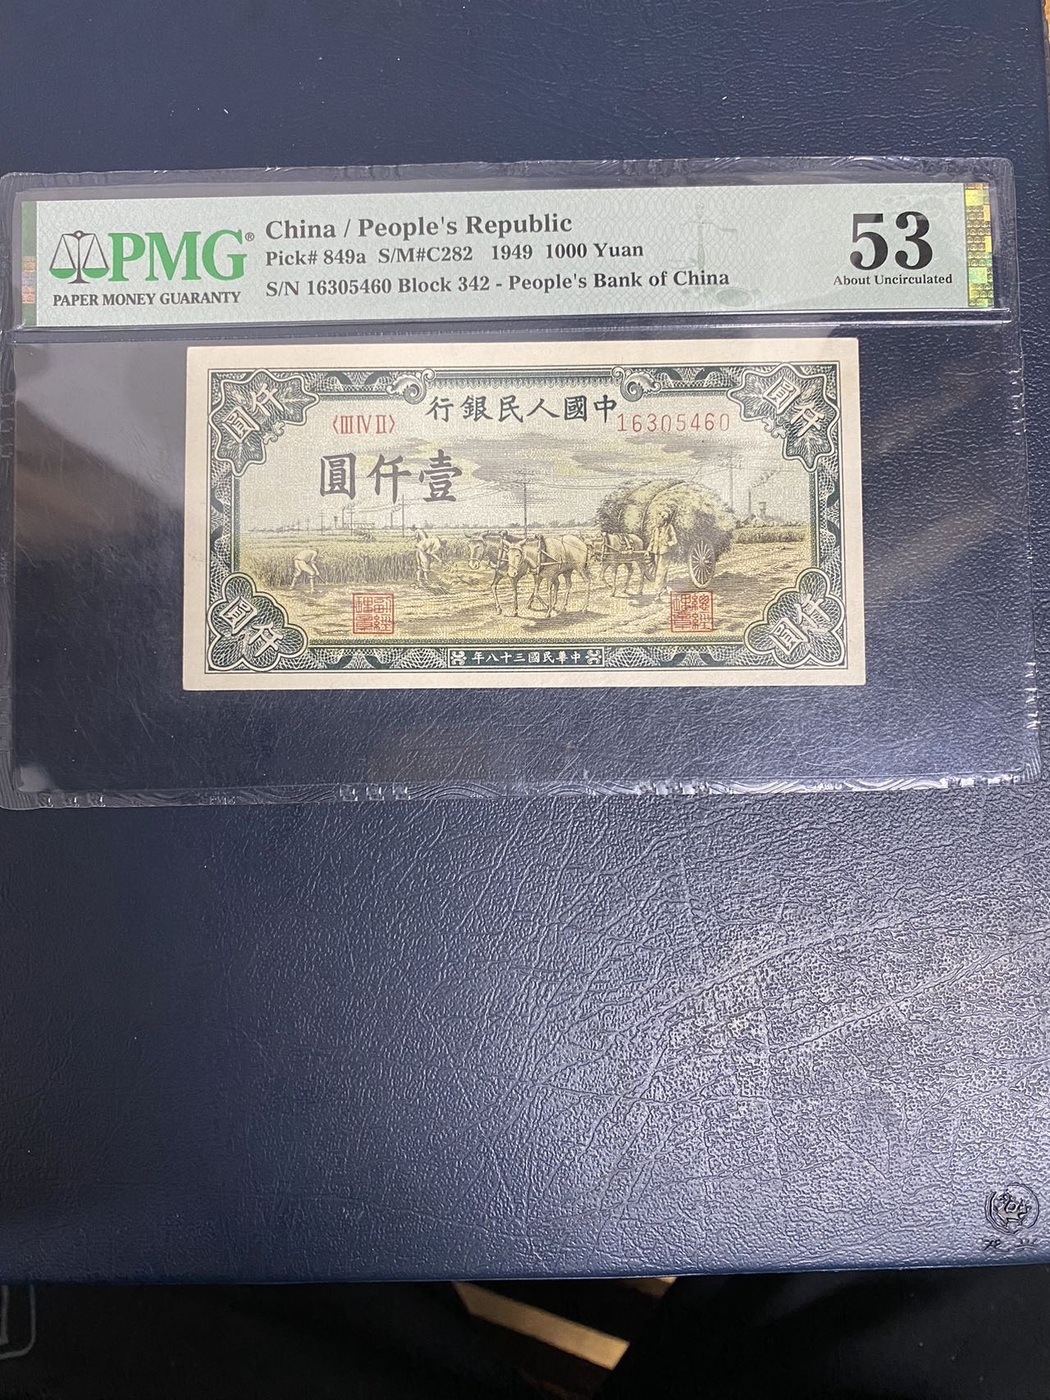 PMG®
PAPER MONEY GUARANTY
China / People's Republic
Pick# 849a S/M#C282 1949 1000 Yuan
S/N 16305460 Block 342 - People's Bank of China
53
About Uncirculated
圓仟
行銀民人國中
圓仟
〈III IV II〉
16305460
圓仟壹
圓仟
年八十三國民華中
圓仟